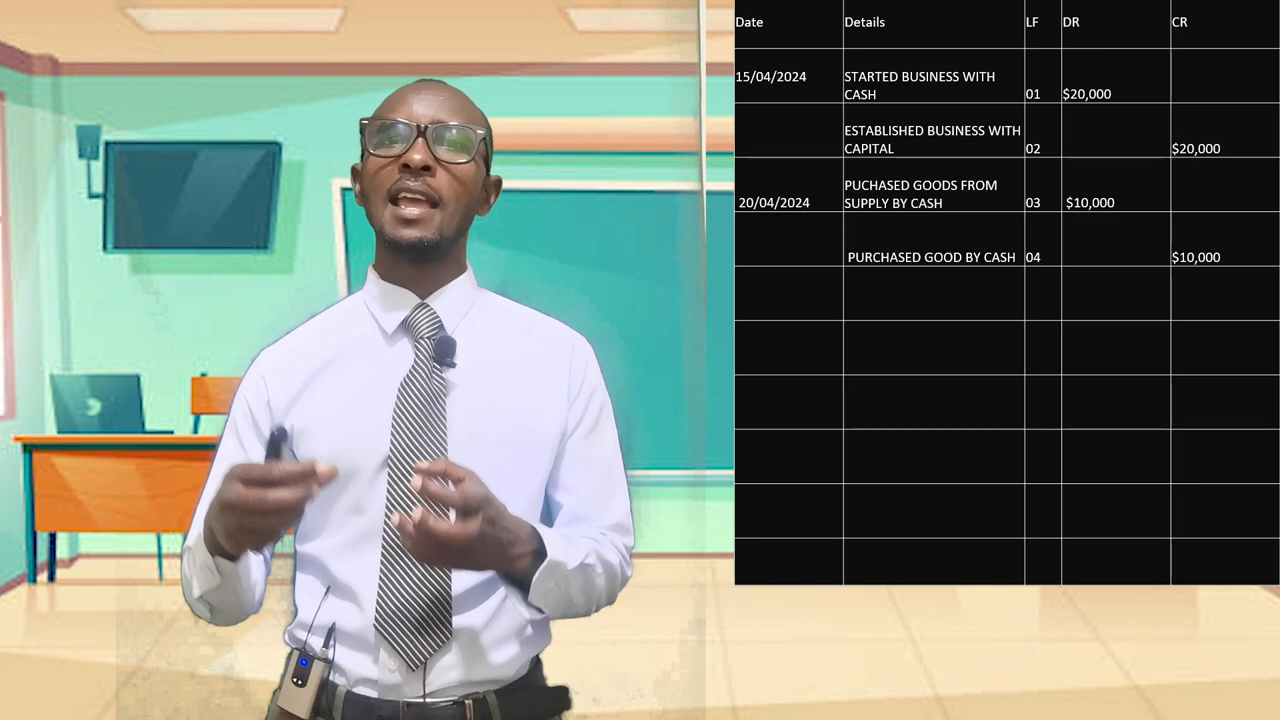 Date Details LF DR CR
15/04/2024 STARTED BUSINESS WITH
CASH 01 $20,000
ESTABLISHED BUSINESS WITH
CAPITAL 02 $20,000
PUCHASED GOODS FROM
20/04/2024 SUPPLY BY CASH 03 $10,000
PURCHASED GOOD BY CASH 04 $10,000